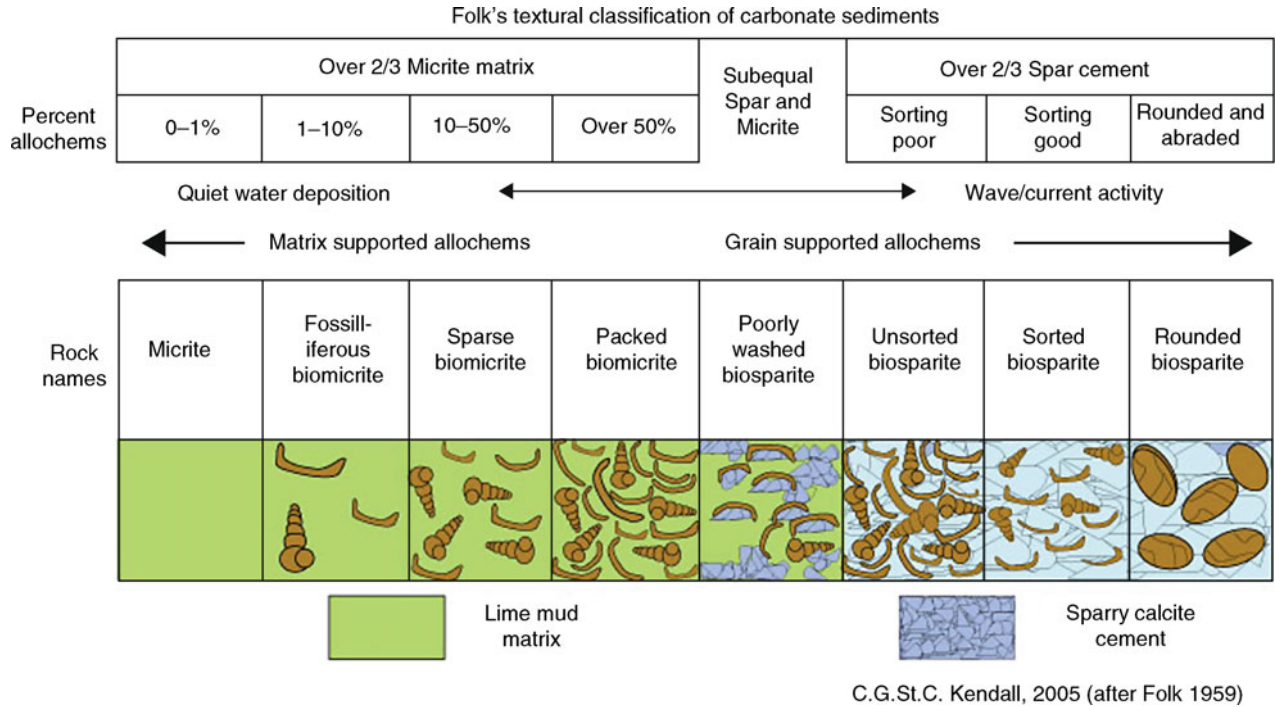 Folk's textural classification of carbonate sediments
Over 2/3 Micrite matrix
Subequal
Spar and
Micrite
Over 2/3 Spar cement
Percent
allochems
0–1%
1–10%
10–50%
Over 50%
Sorting
poor
Sorting
good
Rounded and
abraded
Quiet water deposition
Wave/current activity
Matrix supported allochems
Grain supported allochems
Rock
names
Micrite
Fossill-
iferous
biomicrite
Sparse
biomicrite
Packed
biomicrite
Poorly
washed
biosparite
Unsorted
biosparite
Sorted
biosparite
Rounded
biosparite
Lime mud
matrix
Sparry calcite
cement
C.G.St.C. Kendall, 2005 (after Folk 1959)